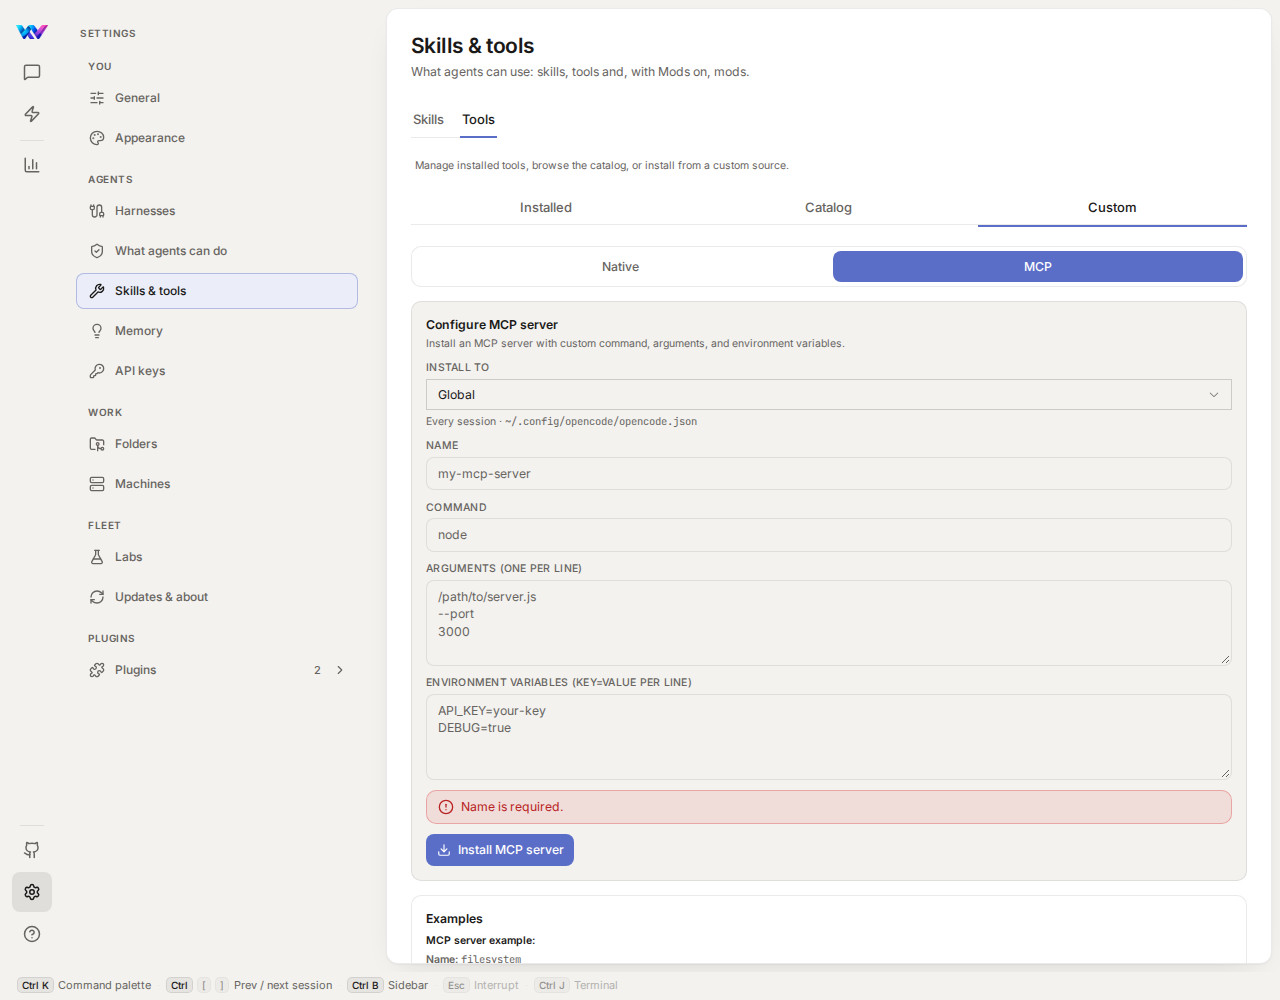 SETTINGS
YOU
General
Appearance
AGENTS
Harnesses
What agents can do
Skills & tools
Memory
API keys
WORK
Folders
Machines
FLEET
Labs
Updates & about
PLUGINS
Plugins 2
Skills & tools
What agents can use: skills, tools and, with Mods on, mods.
Skills Tools
Manage installed tools, browse the catalog, or install from a custom source.
Installed Catalog Custom
Native MCP
Configure MCP server
Install an MCP server with custom command, arguments, and environment variables.
INSTALL TO
Global
Every session · ~/.config/opencode/opencode.json
NAME
my-mcp-server
COMMAND
node
ARGUMENTS (ONE PER LINE)
/path/to/server.js
--port
3000
ENVIRONMENT VARIABLES (KEY=VALUE PER LINE)
API_KEY=your-key
DEBUG=true
Name is required.
Install MCP server
Examples
MCP server example:
Name: filesystem
Ctrl K Command palette Ctrl [ ] Prev / next session Ctrl B Sidebar Esc Interrupt Ctrl J Terminal